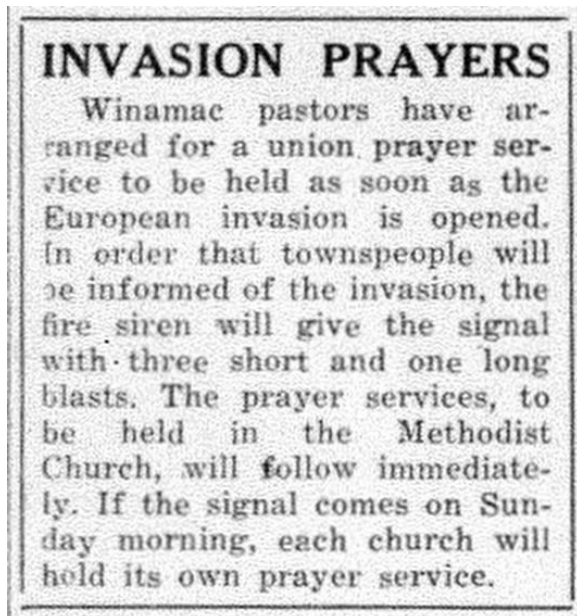 INVASION PRAYERS
Winamac pastors have ar-
ranged for a union prayer ser-
vice to be held as soon as the
European invasion is opened.
In order that townspeople will
be informed of the invasion, the
fire siren will give the signal
with three short and one long
blasts. The prayer services, to
be held in the Methodist
Church, will follow immediate-
ly. If the signal comes on Sun-
day morning, each church will
hold its own prayer service.